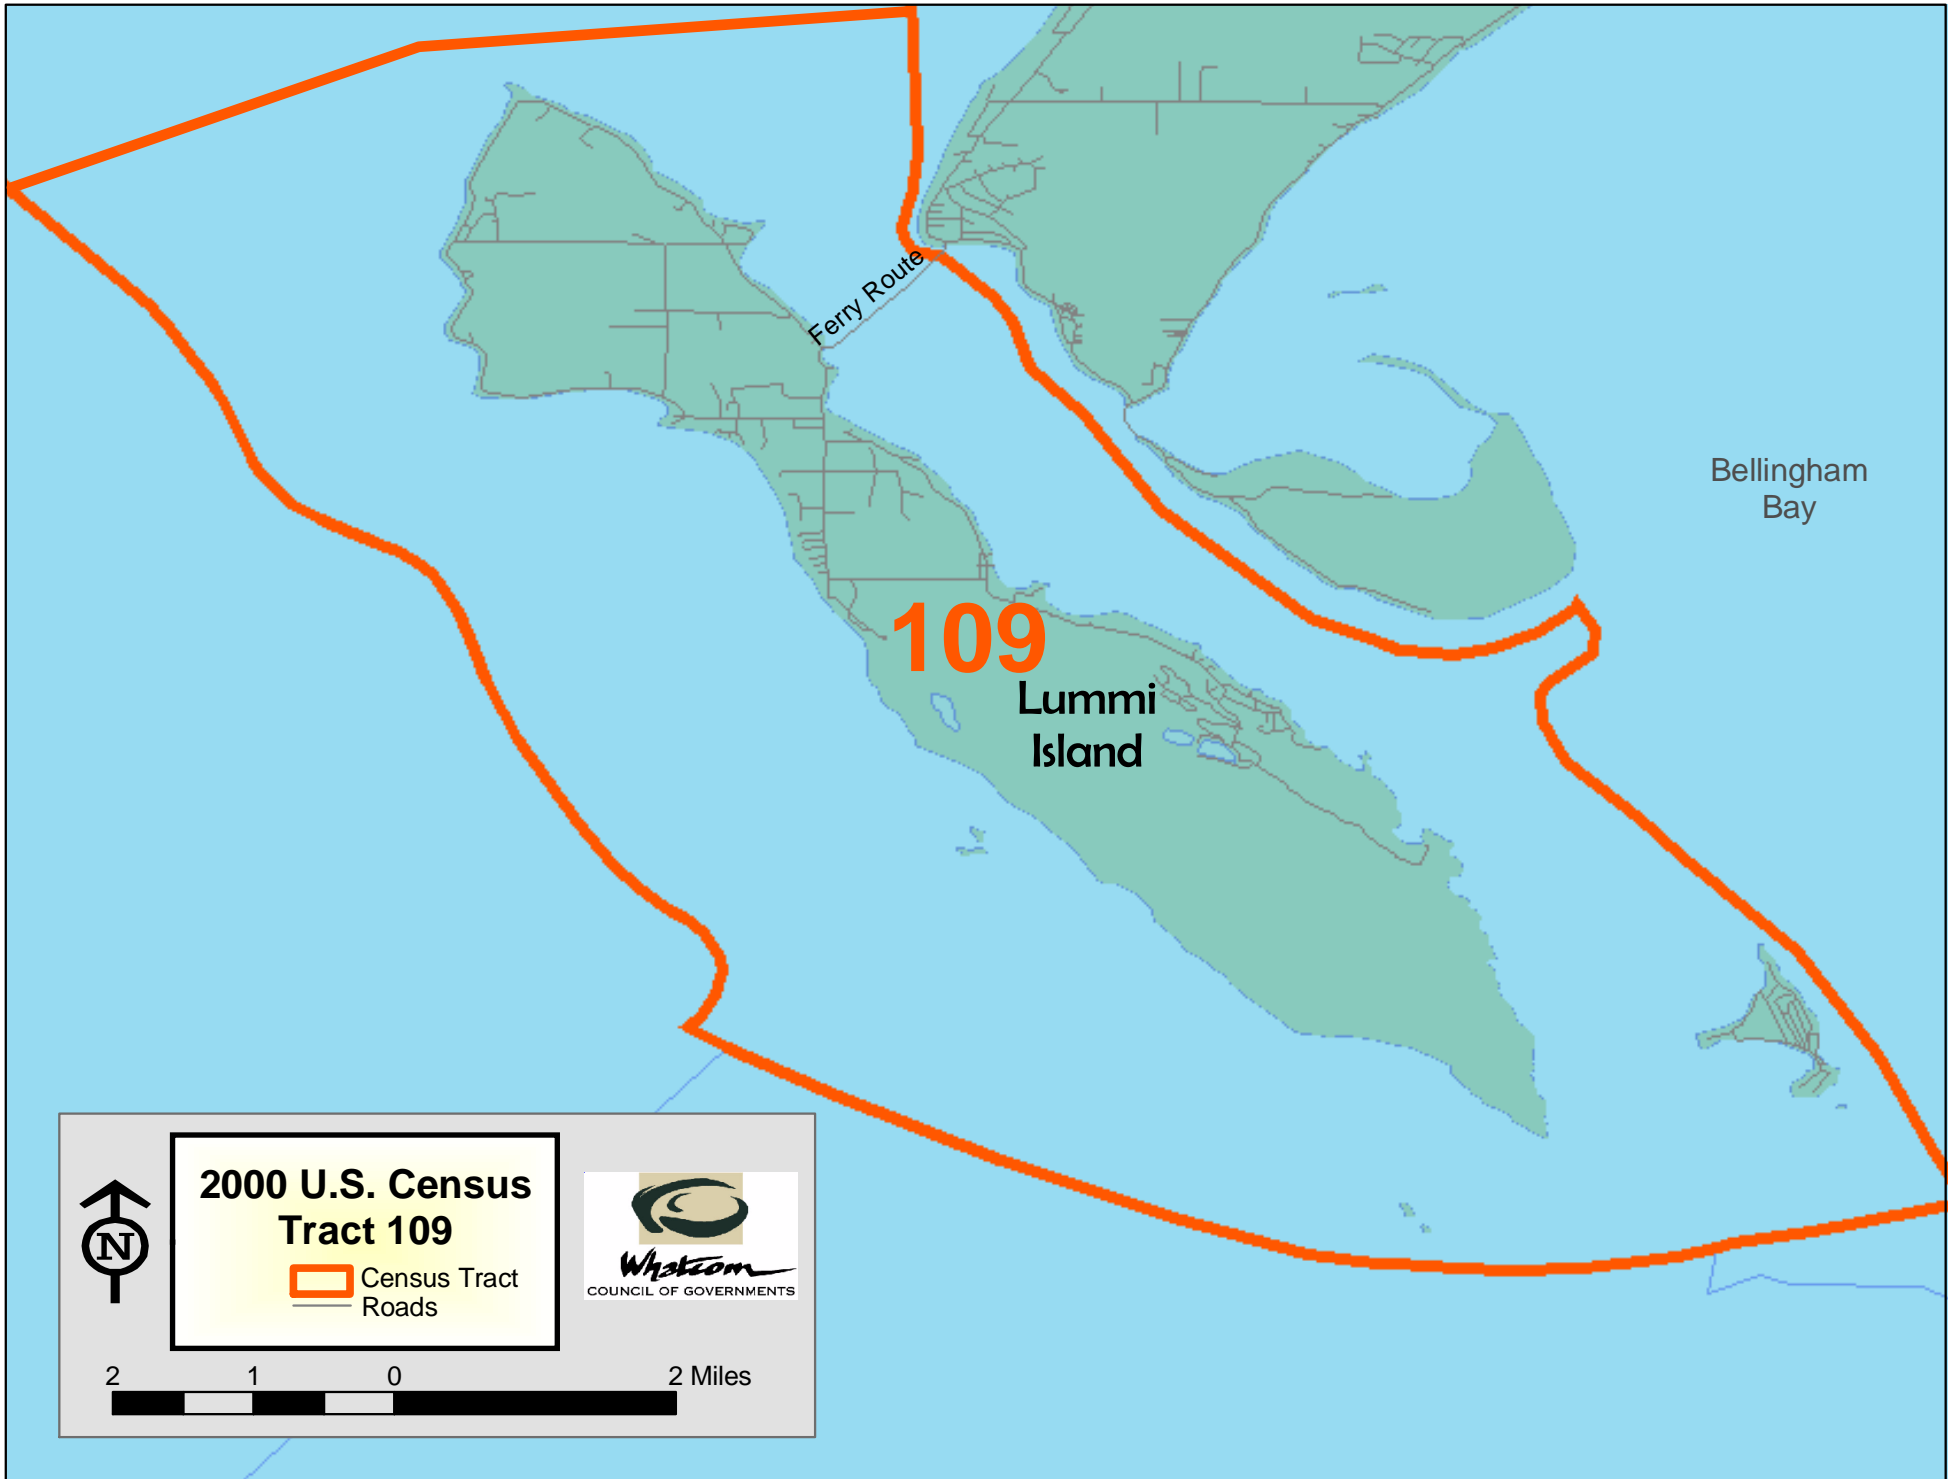 Ferry Route
Bellingham
Bay
109
Lummi
Island
2000 U.S. Census
Tract 109
Census Tract
Roads
N
Whatcom
COUNCIL OF GOVERNMENTS
2 1 0 2 Miles